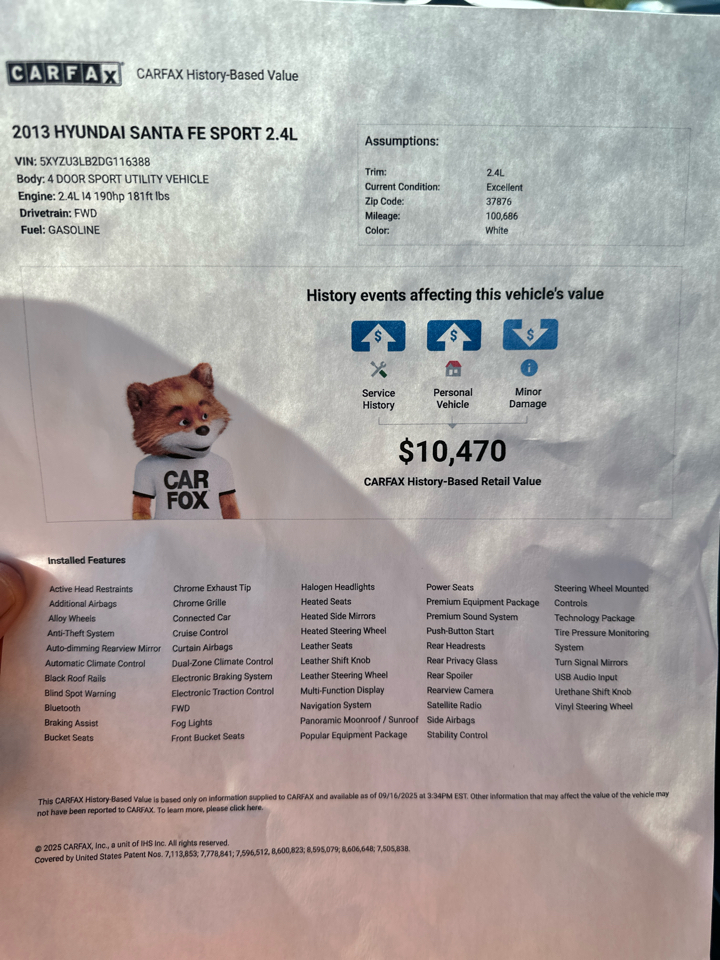 CARFAX CARFAX History-Based Value
2013 HYUNDAI SANTA FE SPORT 2.4L
VIN: 5XYZU3LB2DG116388
Body: 4 DOOR SPORT UTILITY VEHICLE
Engine: 2.4L I4 190hp 181ft lbs
Drivetrain: FWD
Fuel: GASOLINE
Assumptions:
Trim: 2.4L
Current Condition: Excellent
Zip Code: 37876
Mileage: 100,686
Color: White
History events affecting this vehicle's value
$ $ $
i
Service History
Personal Vehicle
Minor Damage
$10,470
CARFAX History-Based Retail Value
CAR
FOX
Installed Features
Active Head Restraints
Additional Airbags
Alloy Wheels
Anti-Theft System
Auto-dimming Rearview Mirror
Automatic Climate Control
Black Roof Rails
Blind Spot Warning
Bluetooth
Braking Assist
Bucket Seats
Chrome Exhaust Tip
Chrome Grille
Connected Car
Cruise Control
Curtain Airbags
Dual-Zone Climate Control
Electronic Braking System
Electronic Traction Control
FWD
Fog Lights
Front Bucket Seats
Halogen Headlights
Heated Seats
Heated Side Mirrors
Heated Steering Wheel
Leather Seats
Leather Shift Knob
Leather Steering Wheel
Multi-Function Display
Navigation System
Panoramic Moonroof / Sunroof
Popular Equipment Package
Power Seats
Premium Equipment Package
Premium Sound System
Push-Button Start
Rear Headrests
Rear Privacy Glass
Rear Spoiler
Rearview Camera
Satellite Radio
Side Airbags
Stability Control
Steering Wheel Mounted
Controls
Technology Package
Tire Pressure Monitoring
System
Turn Signal Mirrors
USB Audio Input
Urethane Shift Knob
Vinyl Steering Wheel
This CARFAX History-Based Value is based only on information supplied to CARFAX and available as of 09/16/2025 at 3:34PM EST. Other information that may affect the value of the vehicle may
not have been reported to CARFAX. To learn more, please click here.
© 2025 CARFAX, Inc., a unit of IHS Inc. All rights reserved.
Covered by United States Patent Nos. 7,113,853; 7,778,841; 7,596,512, 8,600,823; 8,595,079; 8,606,648; 7,505,838.